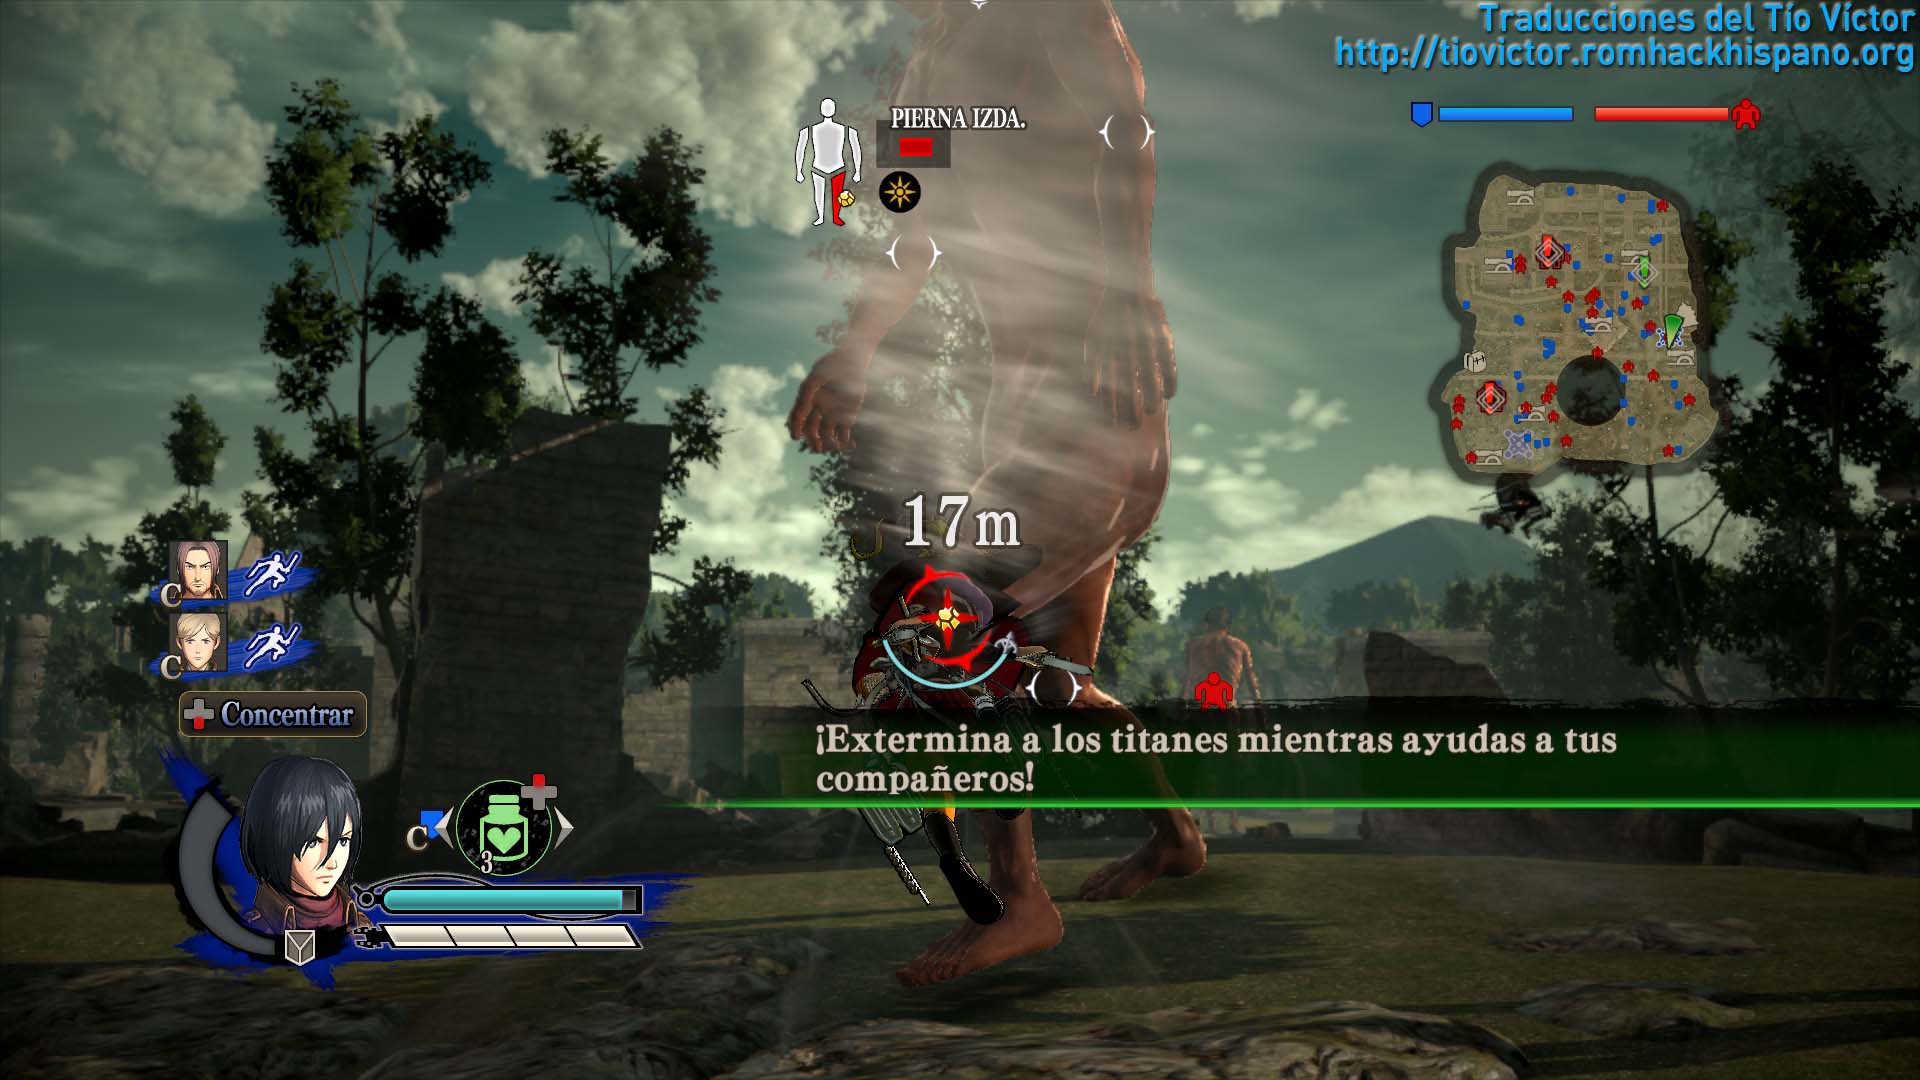 Traducciones del Tío Víctor
http://tiovictor.romhackhispano.org
PIERNA IZDA.
17m
C
C
Concentrar
¡Extermina a los titanes mientras ayudas a tus
compañeros!
C
3